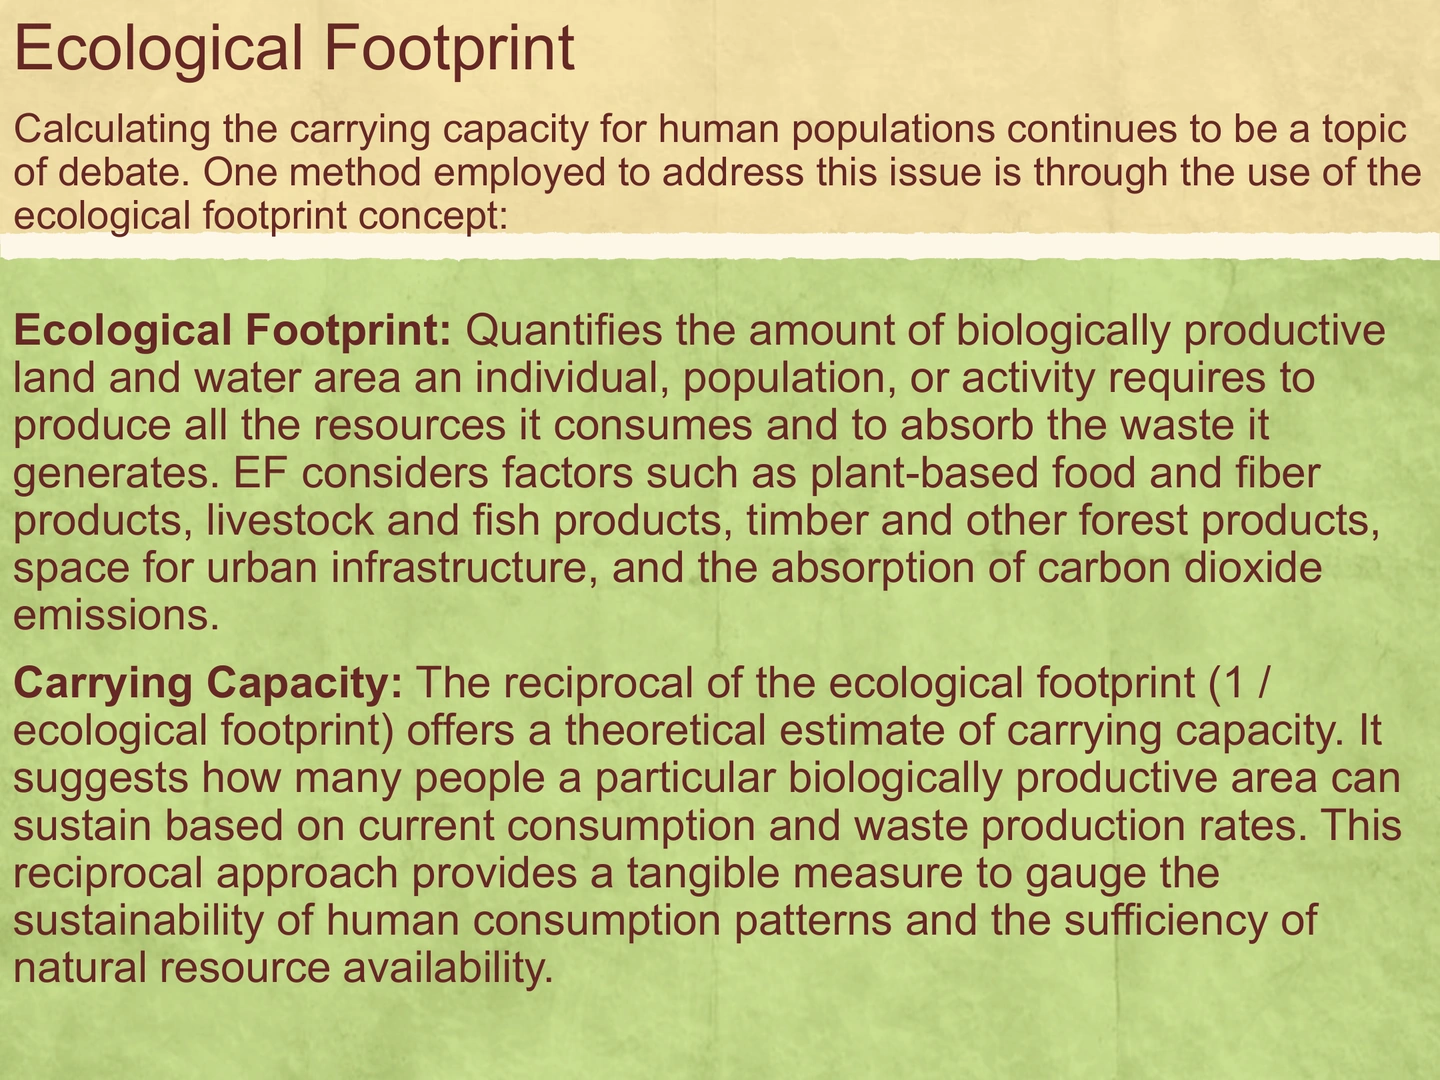 Ecological Footprint
Calculating the carrying capacity for human populations continues to be a topic
of debate. One method employed to address this issue is through the use of the
ecological footprint concept:
Ecological Footprint: Quantifies the amount of biologically productive
land and water area an individual, population, or activity requires to
produce all the resources it consumes and to absorb the waste it
generates. EF considers factors such as plant-based food and fiber
products, livestock and fish products, timber and other forest products,
space for urban infrastructure, and the absorption of carbon dioxide
emissions.
Carrying Capacity: The reciprocal of the ecological footprint (1 /
ecological footprint) offers a theoretical estimate of carrying capacity. It
suggests how many people a particular biologically productive area can
sustain based on current consumption and waste production rates. This
reciprocal approach provides a tangible measure to gauge the
sustainability of human consumption patterns and the sufficiency of
natural resource availability.